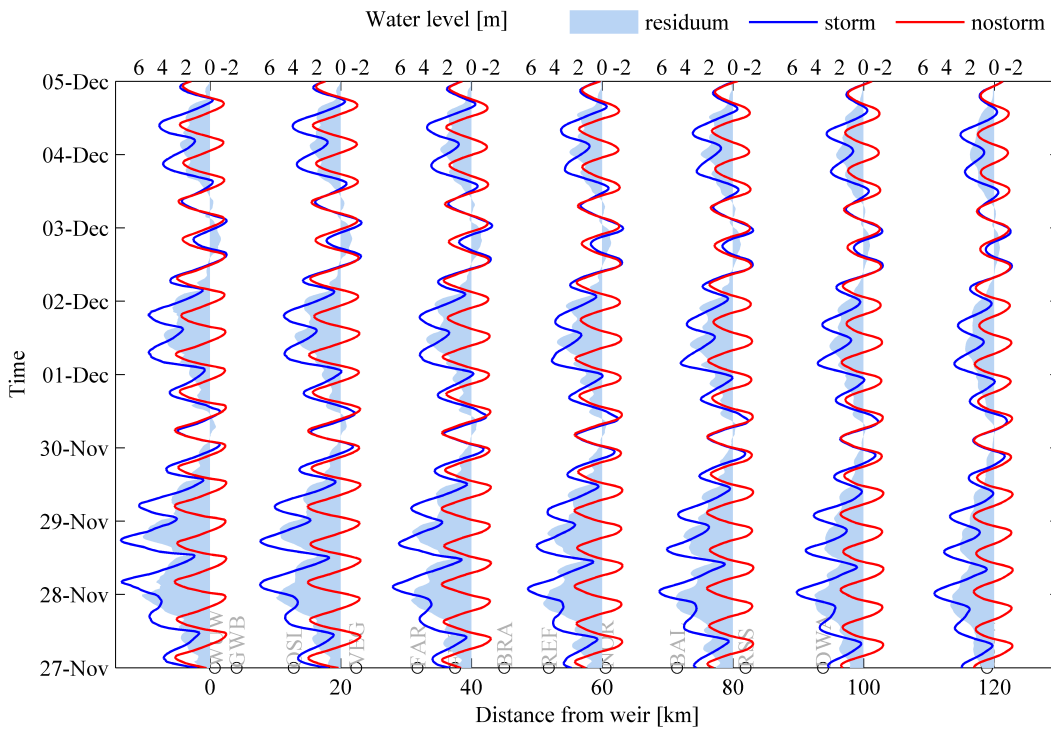 Water level [m] residuum storm nostorm
6 4 2 0 -2 6 4 2 0 -2 6 4 2 0 -2 6 4 2 0 -2 6 4 2 0 -2 6 4 2 0 -2 6 4 2 0 -2
05-Dec
04-Dec
03-Dec
02-Dec
01-Dec
30-Nov
29-Nov
28-Nov
27-Nov
Time
GWB OSL VEG FAR BRA REF BAL OWA
0 20 40 60 80 100 120
Distance from weir [km]